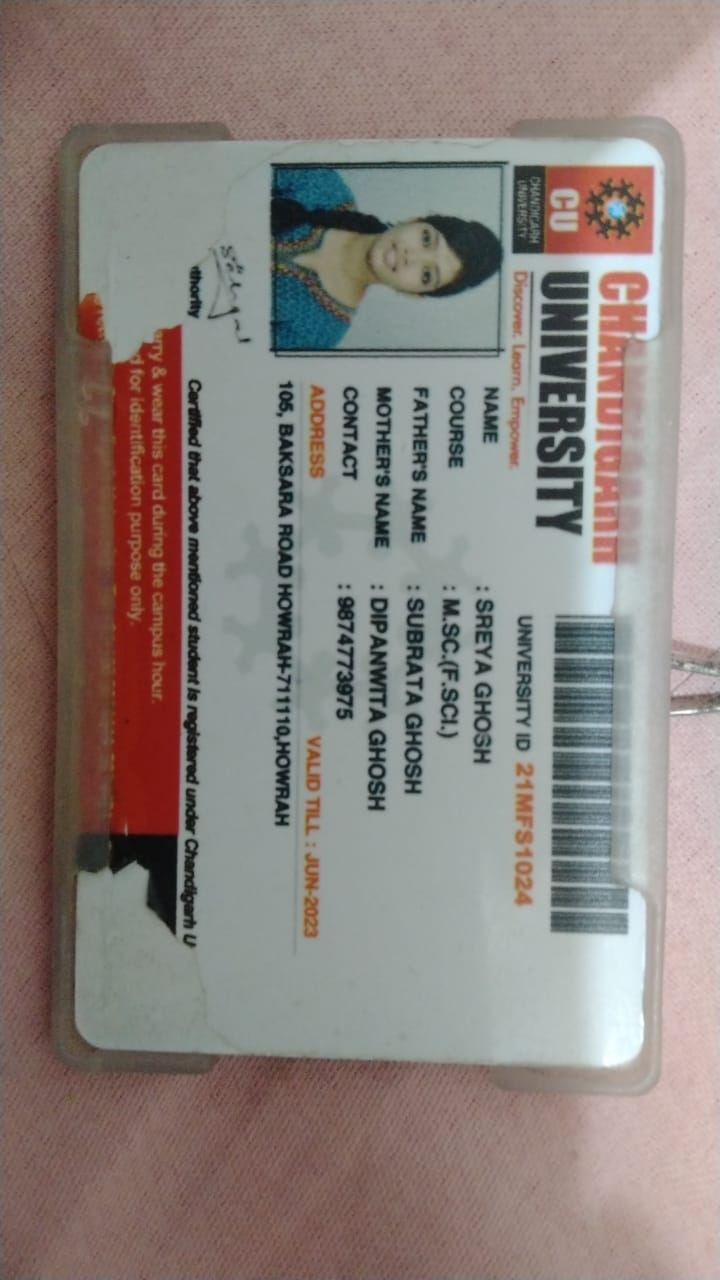 CHANDIGARH
UNIVERSITY
Discover. Learn. Empower.
CU
CHANDIGARH
UNIVERSITY
UNIVERSITY ID 21MFS1024
NAME : SREYA GHOSH
COURSE : M.SC.(F.SCI.)
FATHER'S NAME : SUBRATA GHOSH
MOTHER'S NAME : DIPANWITA GHOSH
CONTACT : 9874773975
ADDRESS VALID TILL : JUN-2023
105, BAKSARA ROAD HOWRAH-711110,HOWRAH
thority
Certified that above mentioned student is registered under Chandigarh U
rry & wear this card during the campus hour.
d for identification purpose only.